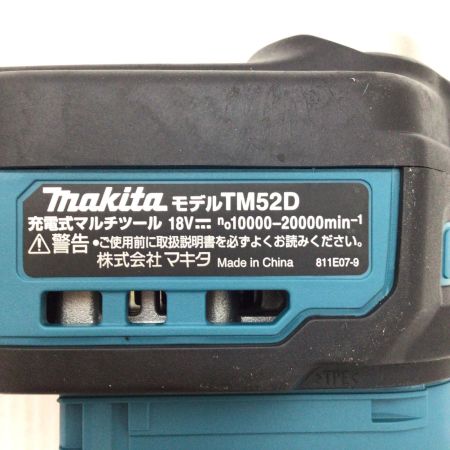 makita モデルTM52D
充電式マルチツール 18V⎓ n₀10000-20000min⁻¹
⚠警告 •ご使用前に取扱説明書を必ずよくお読みください。
株式会社マキタ Made in China 811E07-9
>TPES<